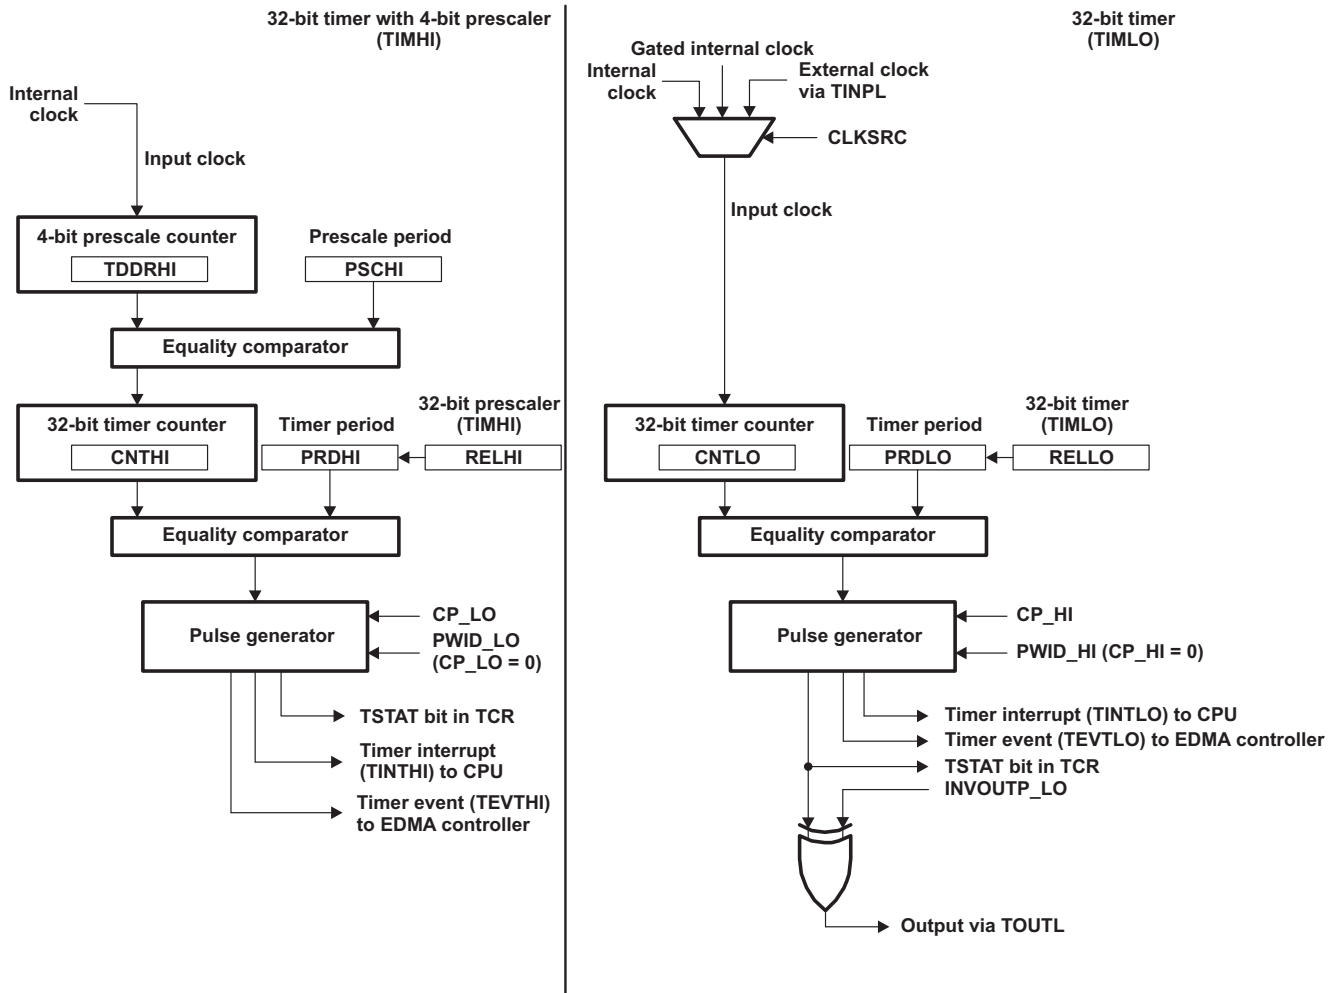 32-bit timer with 4-bit prescaler
(TIMHI)
Internal
clock
Input clock
4-bit prescale counter
TDDRHI
Prescale period
PSCHI
Equality comparator
32-bit timer counter
CNTHI
Timer period
PRDHI
32-bit prescaler
(TIMHI)
RELHI
Equality comparator
Pulse generator
CP_LO
PWID_LO
(CP_LO = 0)
TSTAT bit in TCR
Timer interrupt
(TINTHI) to CPU
Timer event (TEVTHI)
to EDMA controller
32-bit timer
(TIMLO)
Gated internal clock
Internal
clock
External clock
via TINPL
CLKSRC
Input clock
32-bit timer counter
CNTLO
Timer period
PRDLO
32-bit timer
(TIMLO)
RELLO
Equality comparator
Pulse generator
CP_HI
PWID_HI (CP_HI = 0)
Timer interrupt (TINTLO) to CPU
Timer event (TEVTLO) to EDMA controller
TSTAT bit in TCR
INVOUTP_LO
Output via TOUTL